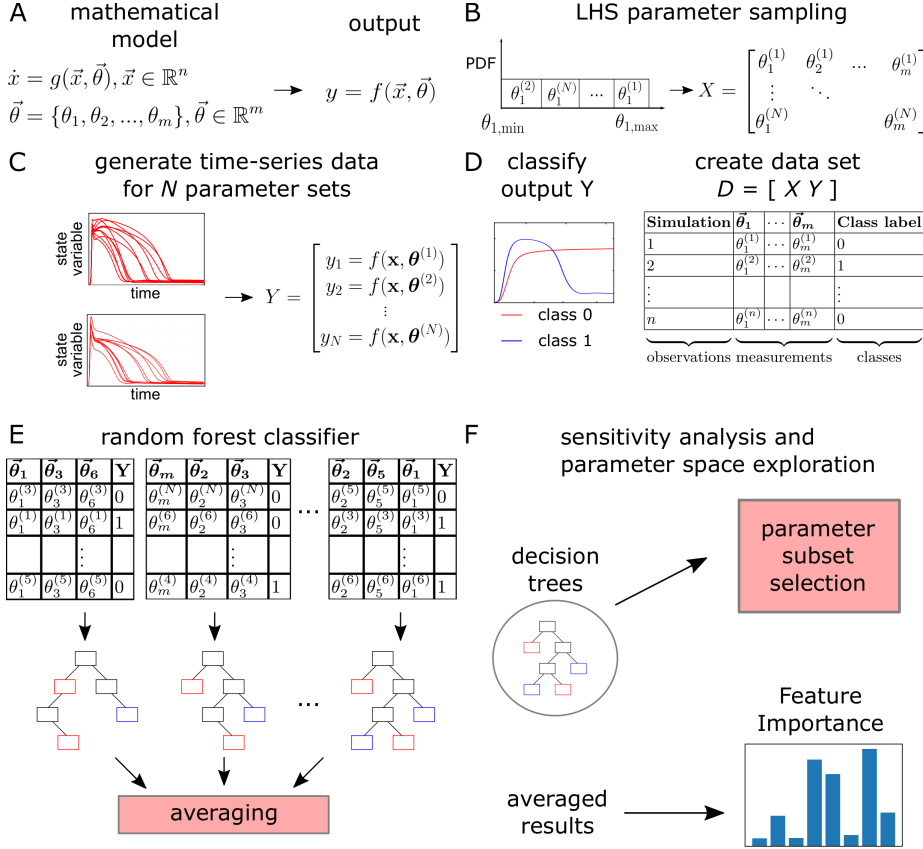 A
mathematical
model
output
ẋ = g(x⃗, θ⃗), x⃗ ∈ ℝⁿ
θ⃗ = {θ₁, θ₂, ..., θₘ}, θ⃗ ∈ ℝᵐ
y = f(x⃗, θ⃗)
B
LHS parameter sampling
PDF
θ₁⁽²⁾ θ₁⁽ᴺ⁾ ... θ₁⁽¹⁾
θ₁,min θ₁,max
X =
θ₁⁽¹⁾ θ₂⁽¹⁾ ... θₘ⁽¹⁾
⋮ ⋱
θ₁⁽ᴺ⁾ θₘ⁽ᴺ⁾
C
generate time-series data
for N parameter sets
state
variable
time
state
variable
time
Y =
y₁ = f(x, θ⁽¹⁾)
y₂ = f(x, θ⁽²⁾)
⋮
y_N = f(x, θ⁽ᴺ⁾)
D
classify
output Y
class 0
class 1
create data set
D = [ X Y ]
Simulation θ⃗₁ ··· θ⃗ₘ Class label
1 θ₁⁽¹⁾ ··· θₘ⁽¹⁾ 0
2 θ₁⁽²⁾ ··· θₘ⁽²⁾ 1
⋮ ⋮
n θ₁⁽ⁿ⁾ ··· θₘ⁽ⁿ⁾ 0
observations measurements classes
E
random forest classifier
θ⃗₁ θ⃗₃ θ⃗₆ Y
θ₁⁽³⁾ θ₃⁽³⁾ θ₆⁽³⁾ 0
θ₁⁽¹⁾ θ₃⁽¹⁾ θ₆⁽¹⁾ 1
⋮
θ₁⁽⁵⁾ θ₃⁽⁵⁾ θ₆⁽⁵⁾ 0
θ⃗ₘ θ⃗₂ θ⃗₃ Y
θₘ⁽ᴺ⁾ θ₂⁽ᴺ⁾ θ₃⁽ᴺ⁾ 0
θₘ⁽⁶⁾ θ₂⁽⁶⁾ θ₃⁽⁶⁾ 0
⋮
θₘ⁽⁴⁾ θ₂⁽⁴⁾ θ₃⁽⁴⁾ 1
...
θ⃗₂ θ⃗₅ θ⃗₁ Y
θ₂⁽⁵⁾ θ₅⁽⁵⁾ θ₁⁽⁵⁾ 0
θ₂⁽³⁾ θ₅⁽³⁾ θ₁⁽³⁾ 1
⋮
θ₂⁽⁶⁾ θ₅⁽⁶⁾ θ₁⁽⁶⁾ 1
...
averaging
F
sensitivity analysis and
parameter space exploration
decision
trees
parameter
subset
selection
averaged
results
Feature
Importance